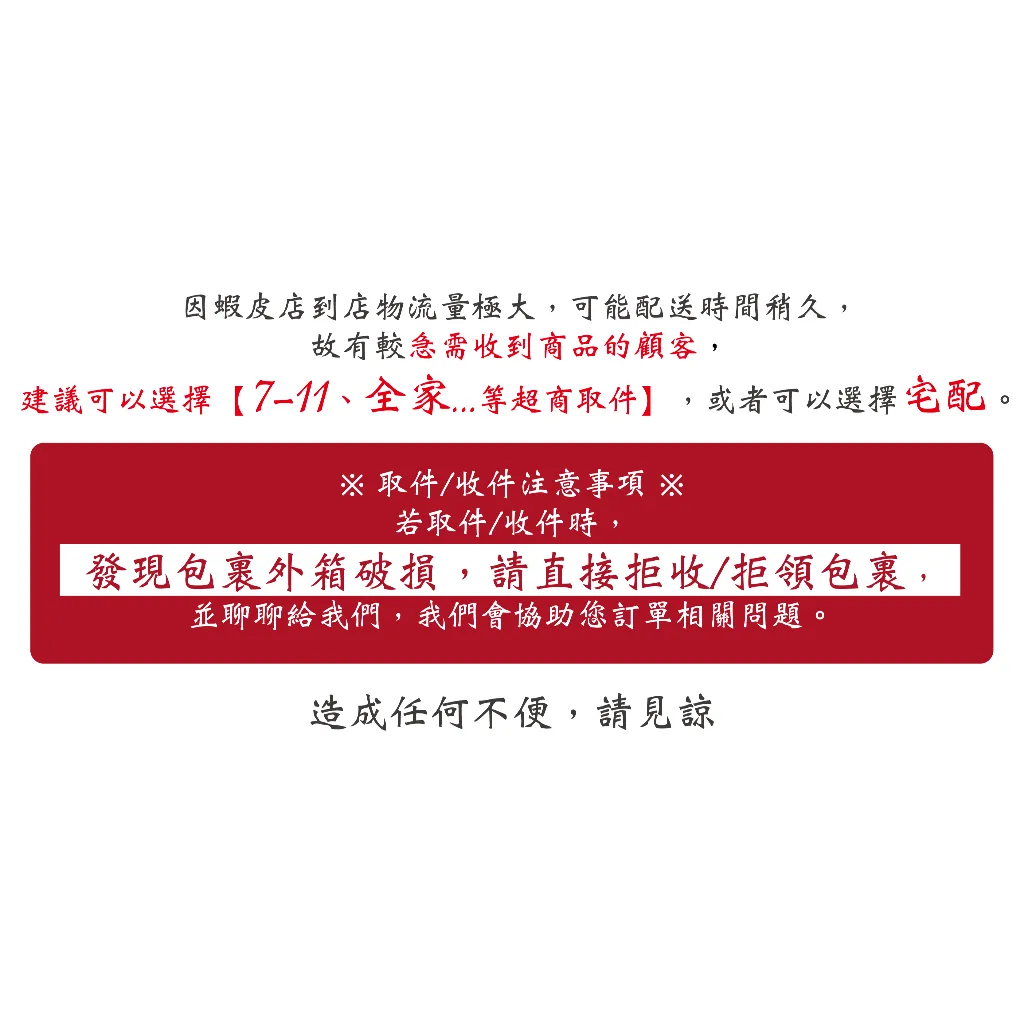 因蝦皮店到店物流量極大，可能配送時間稍久，
故有較急需收到商品的顧客，
建議可以選擇【7-11、全家...等超商取件】，或者可以選擇宅配。
※ 取件/收件注意事項 ※
若取件/收件時，
發現包裹外箱破損，請直接拒收/拒領包裹，
並聊聊給我們，我們會協助您訂單相關問題。
造成任何不便，請見諒